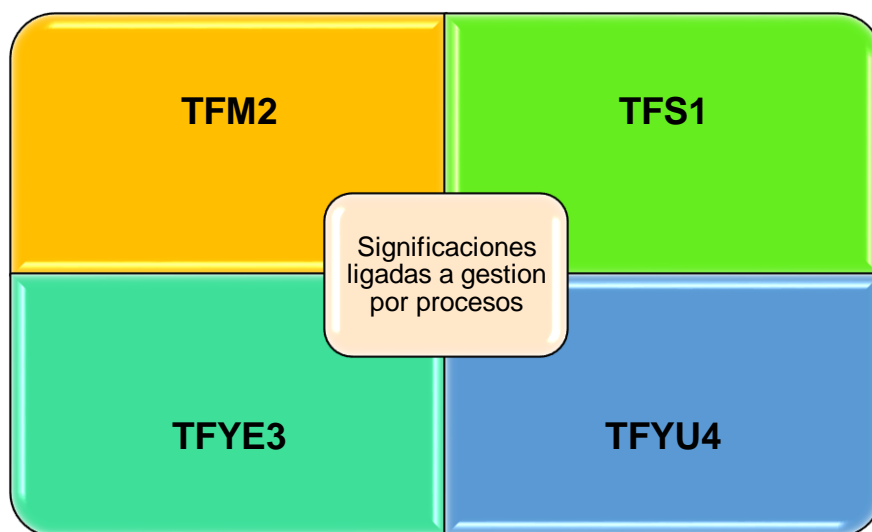 TFM2
TFS1
Significaciones
ligadas a gestion
por procesos
TFYE3
TFYU4